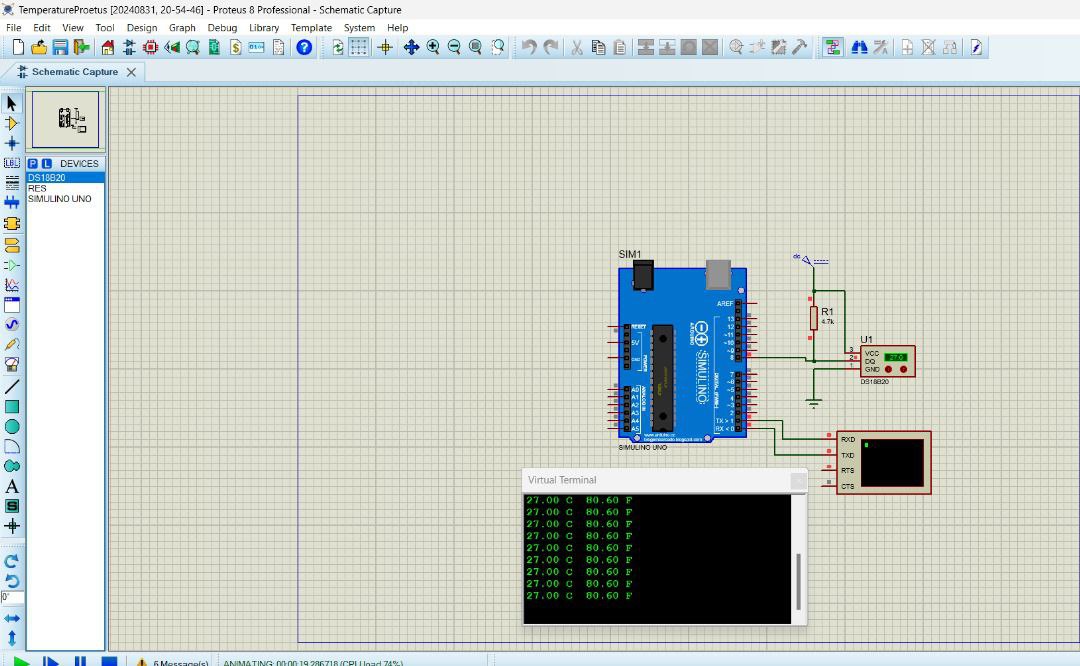 TemperatureProetus [20240831, 20-54-46] - Proteus 8 Professional - Schematic Capture
File Edit View Tool Design Graph Debug Library Template System Help
Schematic Capture
P L DEVICES
DS18B20
RES
SIMULINO UNO
SIM1
AREF
RESET
5V
13
12
~11
~10
~9
8
7
~6
~5
4
~3
2
TX > 1
RX < 0
A0
A1
A2
A3
A4
A5
ARDUINO
SIMULINO
SIMULINO UNO
R1
4.7k
U1
3 VCC
2 DQ
1 GND
27.0
DS18B20
RXD
TXD
RTS
CTS
Virtual Terminal
27.00 C 80.60 F
27.00 C 80.60 F
27.00 C 80.60 F
27.00 C 80.60 F
27.00 C 80.60 F
27.00 C 80.60 F
27.00 C 80.60 F
27.00 C 80.60 F
27.00 C 80.60 F
0°
6 Message(s)
ANIMATING: 00:00:19.286718 (CPU load 74%)